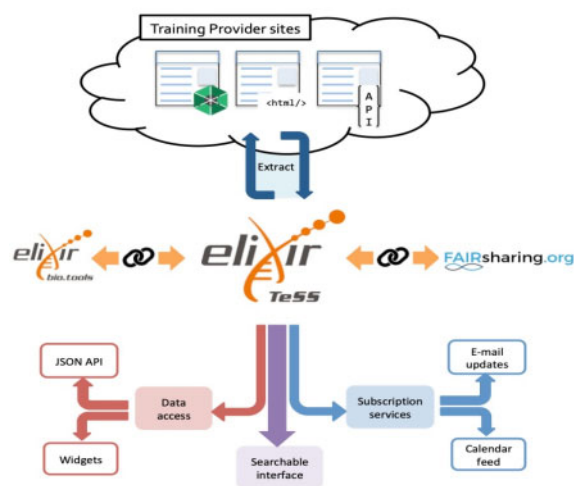 Training Provider sites
<html/>
{API}
Extract
elixir
bio.tools
elixir
TeSS
FAIRsharing.org
JSON API
Data
access
Widgets
Searchable
interface
Subscription
services
E-mail
updates
Calendar
feed